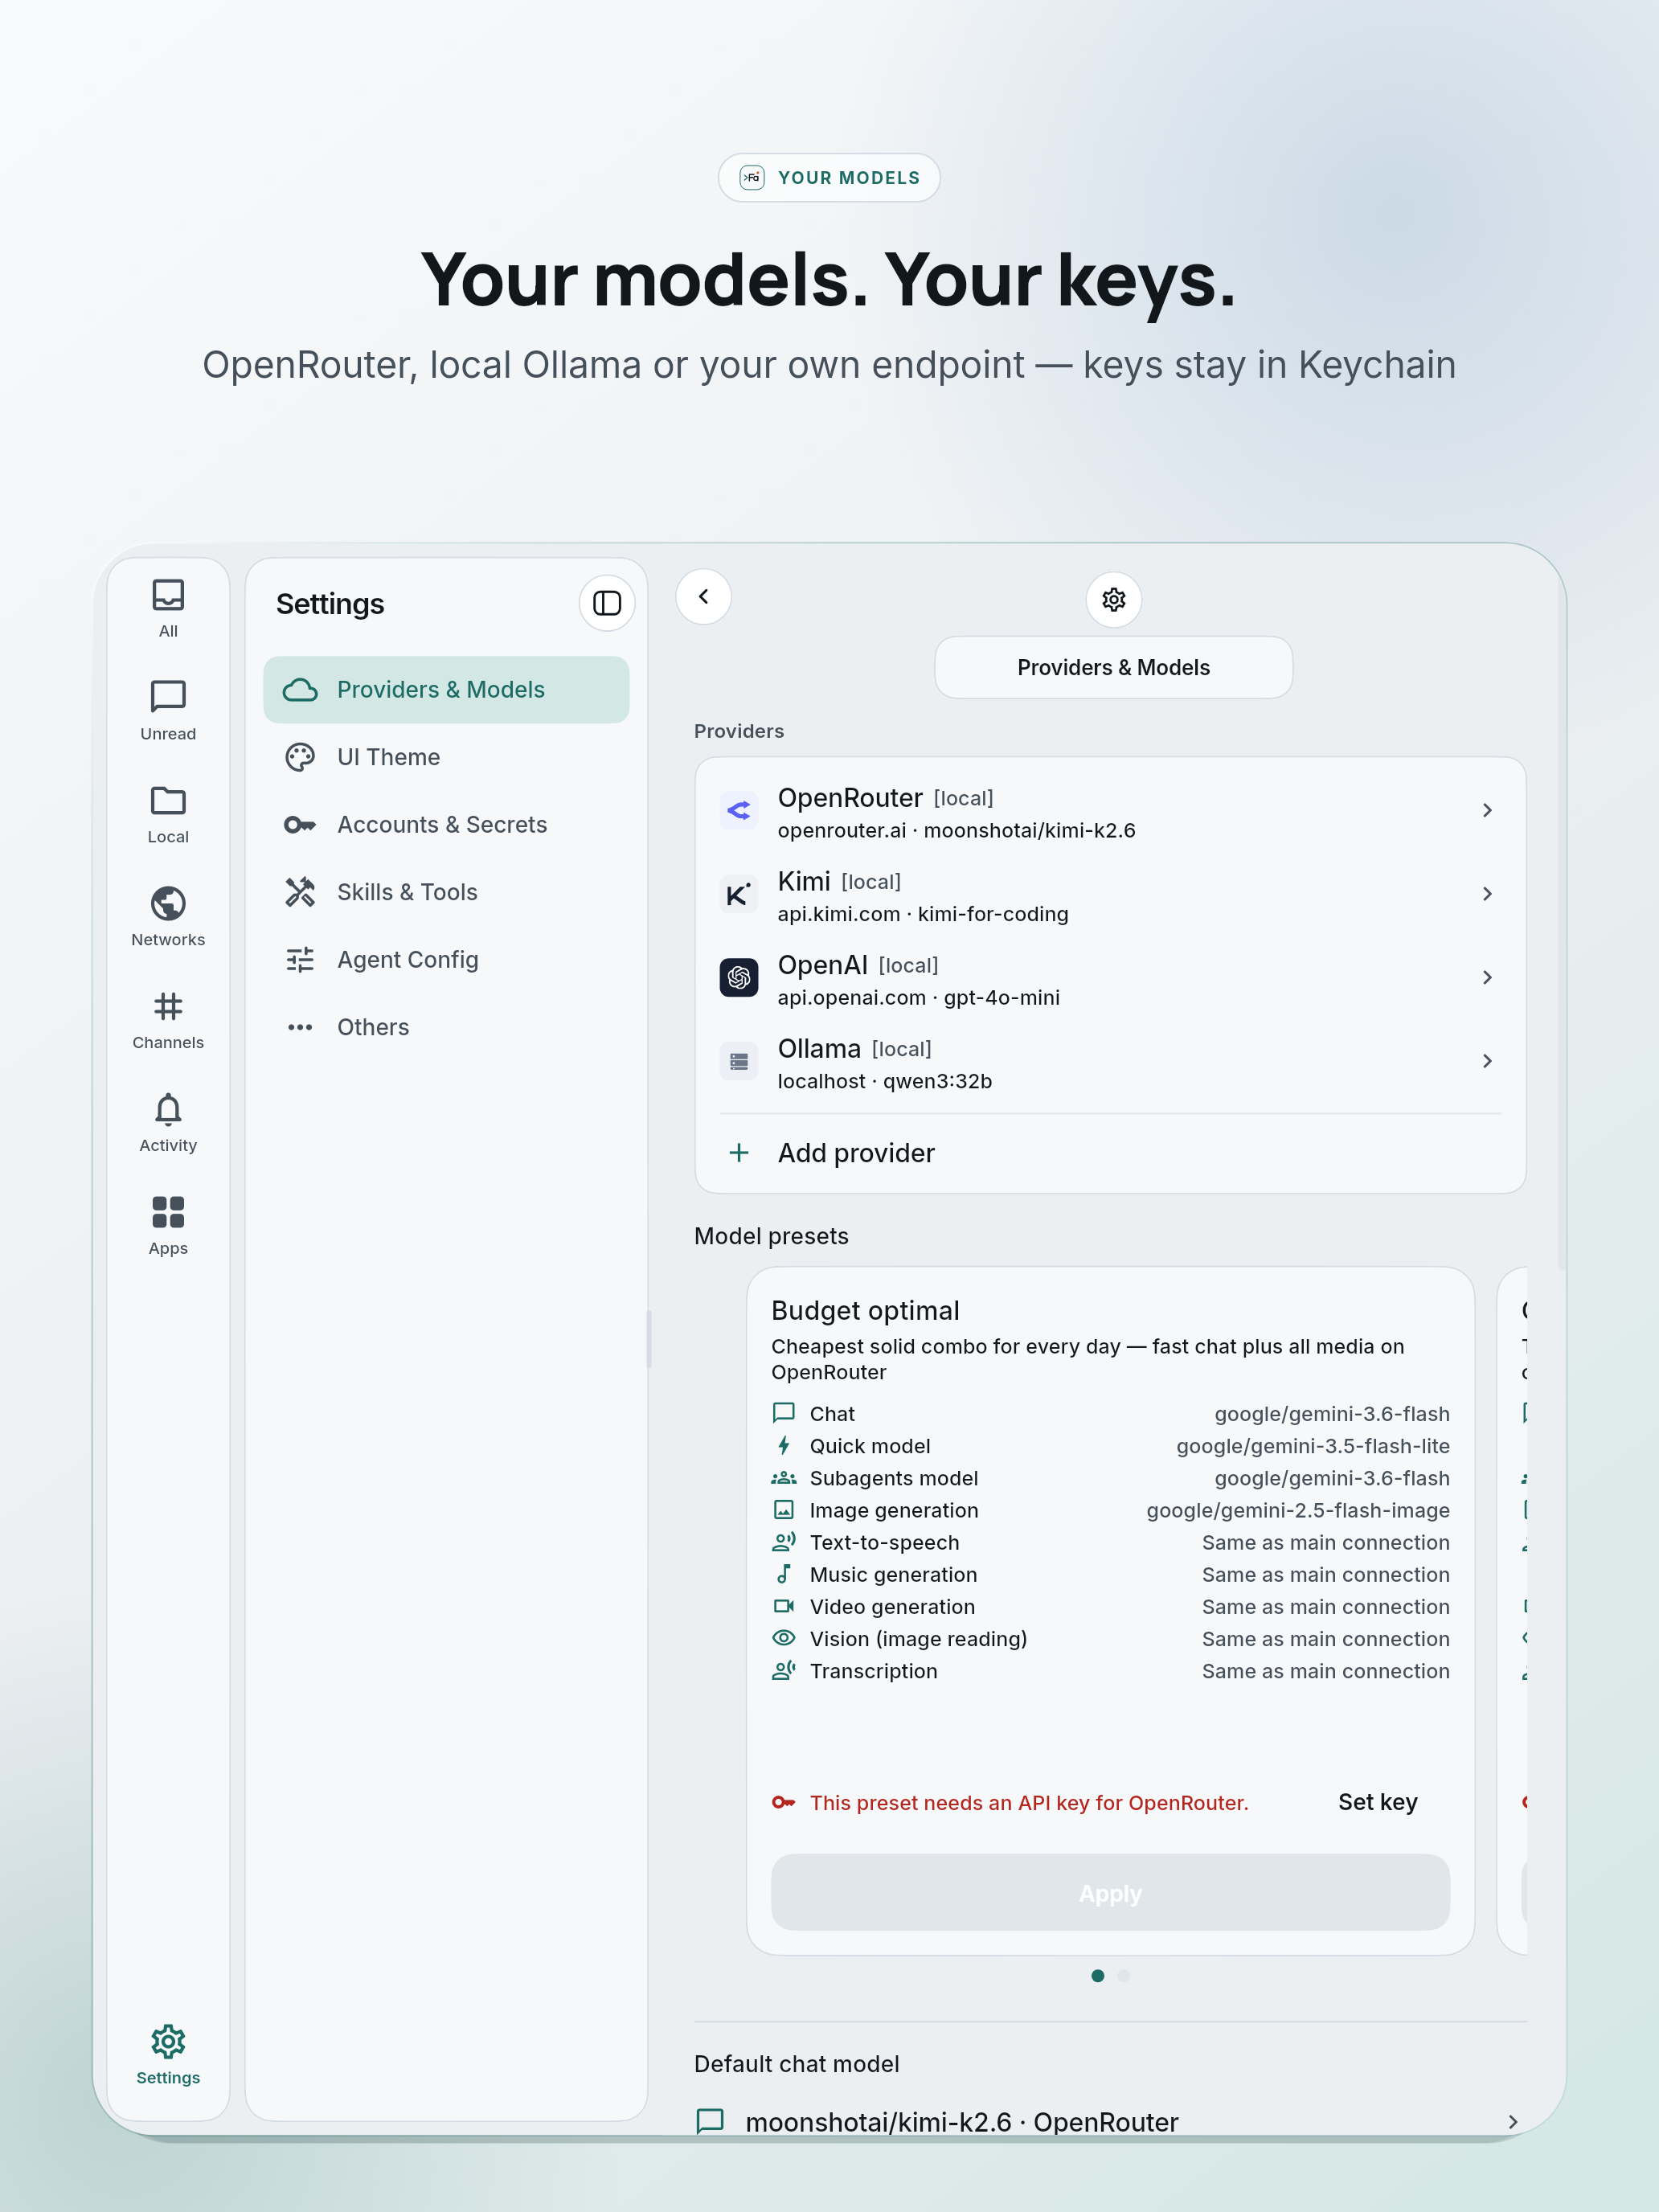 >Fa YOUR MODELS
Your models. Your keys.
OpenRouter, local Ollama or your own endpoint — keys stay in Keychain
All
Unread
Local
Networks
Channels
Activity
Apps
Settings
Settings
Providers & Models
UI Theme
Accounts & Secrets
Skills & Tools
Agent Config
Others
Providers & Models
Providers
OpenRouter [local]
openrouter.ai · moonshotai/kimi-k2.6
Kimi [local]
api.kimi.com · kimi-for-coding
OpenAI [local]
api.openai.com · gpt-4o-mini
Ollama [local]
localhost · qwen3:32b
Add provider
Model presets
Budget optimal
Cheapest solid combo for every day — fast chat plus all media on
OpenRouter
Chat google/gemini-3.6-flash
Quick model google/gemini-3.5-flash-lite
Subagents model google/gemini-3.6-flash
Image generation google/gemini-2.5-flash-image
Text-to-speech Same as main connection
Music generation Same as main connection
Video generation Same as main connection
Vision (image reading) Same as main connection
Transcription Same as main connection
This preset needs an API key for OpenRouter. Set key
Apply
Default chat model
moonshotai/kimi-k2.6 · OpenRouter